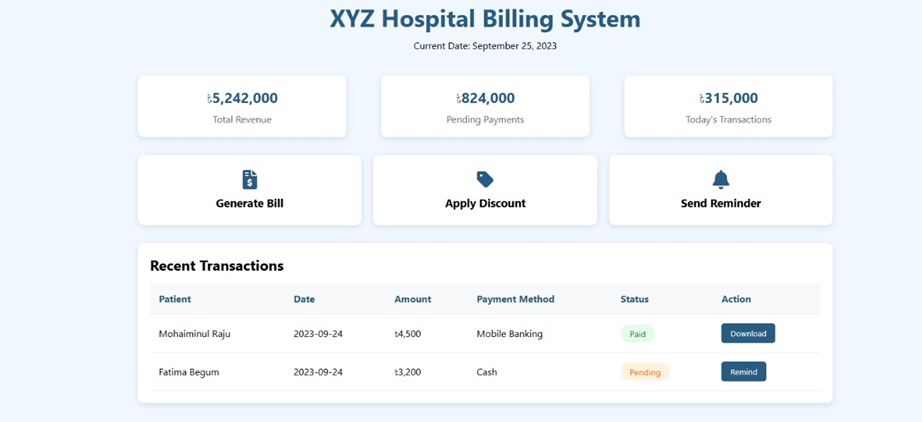 XYZ Hospital Billing System
Current Date: September 25, 2023
৳5,242,000
৳824,000
৳315,000
Total Revenue
Pending Payments
Today's Transactions
Generate Bill
Apply Discount
Send Reminder
Recent Transactions
Patient Date Amount Payment Method Status Action
Mohaiminul Raju 2023-09-24 ৳4,500 Mobile Banking Paid Download
Fatima Begum 2023-09-24 ৳3,200 Cash Pending Remind